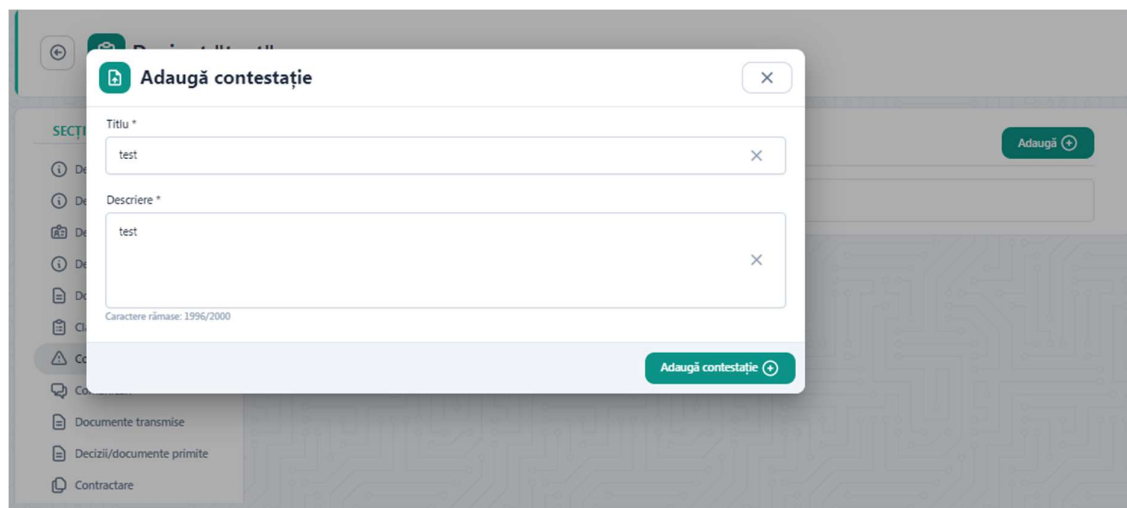 Adaugă contestație
Titlu *
SECȚI
test
Adaugă
Descriere *
test
Caractere rămase: 1996/2000
Adaugă contestație
Documente transmise
Decizii/documente primite
Contractare